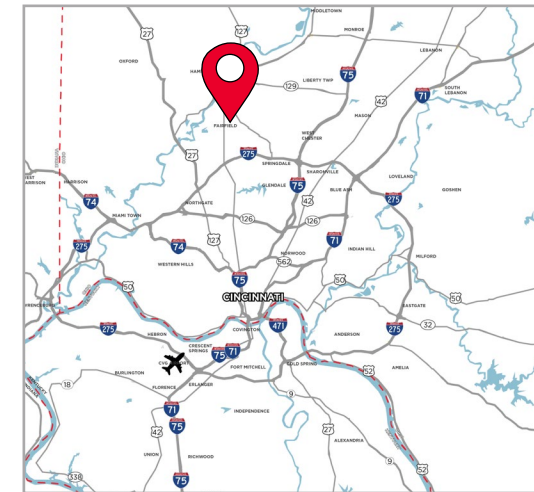 MIDDLETOWN
127
MONROE
27
OXFORD
LEBANON
HAM
75
LIBERTY TWP
129
71
SOUTH
LEBANON
42
MASON
FAIRFIELD
WEST
CHESTER
275
SPRINGDALE
27
SHARONVILLE
GLENDALE
75
BLUE ASH
LOVELAND
GOSHEN
HARRISON
74
42
275
NORTHGATE
MIAMI TOWN
126
126
127
71
INDIAN HILL
275
74
NORWOOD
MILFORD
WESTERN HILLS
562
75
50
50
50
CINCINNATI
EASTGATE
275
HEBRON
COVINGTON
471
ANDERSON
275
32
CRESCENT
SPRINGS
75
71
CVG
FORT MITCHELL
COLD SPRING
52
AMELIA
BURLINGTON
18
FLORENCE
ERLANGER
9
71
INDEPENDENCE
42
75
27
ALEXANDRIA
UNION
RICHWOOD
9
338
75
52